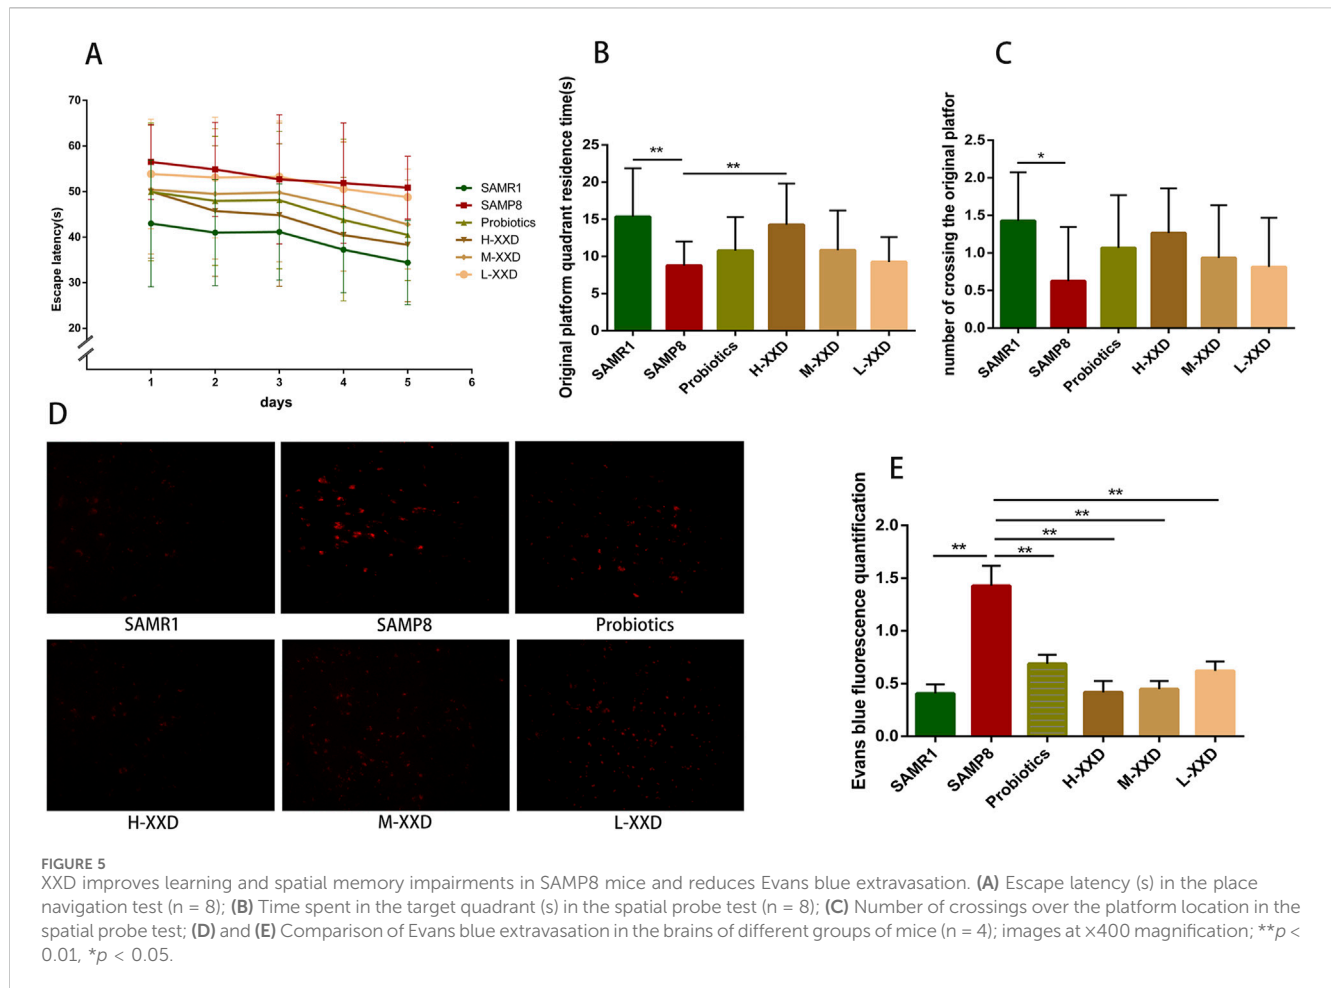 A
Escape latency(s)
70
60
50
40
30
20
1 2 3 4 5 6
days
SAMR1
SAMP8
Probiotics
H-XXD
M-XXD
L-XXD
B
Original platform quadrant residence time(s)
25
20
15
10
5
0
**
**
SAMR1
SAMP8
Probiotics
H-XXD
M-XXD
L-XXD
C
number of crossing the original platfor
2.5
2.0
1.5
1.0
0.5
0.0
*
SAMR1
SAMP8
Probiotics
H-XXD
M-XXD
L-XXD
D
SAMR1 SAMP8 Probiotics
H-XXD M-XXD L-XXD
E
Evans blue fluorescence quantification
2.0
1.5
1.0
0.5
0.0
**
**
**
**
**
SAMR1
SAMP8
Probiotics
H-XXD
M-XXD
L-XXD
FIGURE 5
XXD improves learning and spatial memory impairments in SAMP8 mice and reduces Evans blue extravasation. (A) Escape latency (s) in the place
navigation test (n = 8); (B) Time spent in the target quadrant (s) in the spatial probe test (n = 8); (C) Number of crossings over the platform location in the
spatial probe test; (D) and (E) Comparison of Evans blue extravasation in the brains of different groups of mice (n = 4); images at ×400 magnification; **p <
0.01, *p < 0.05.